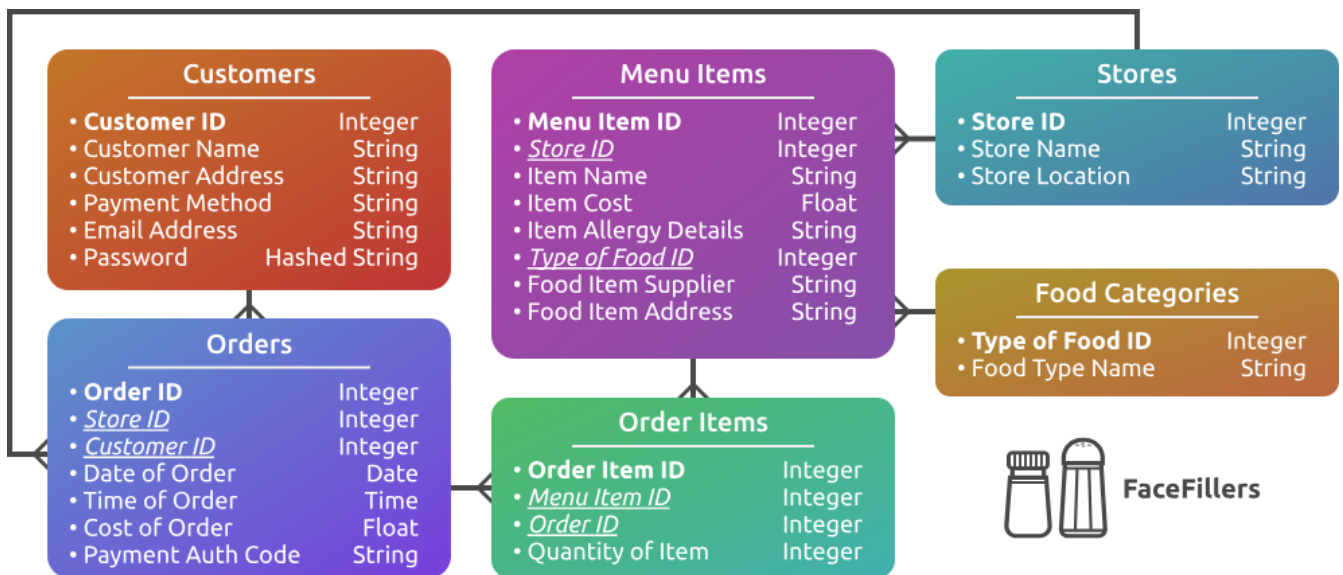 Customers
• Customer ID Integer
• Customer Name String
• Customer Address String
• Payment Method String
• Email Address String
• Password Hashed String
Menu Items
• Menu Item ID Integer
• Store ID Integer
• Item Name String
• Item Cost Float
• Item Allergy Details String
• Type of Food ID Integer
• Food Item Supplier String
• Food Item Address String
Stores
• Store ID Integer
• Store Name String
• Store Location String
Food Categories
• Type of Food ID Integer
• Food Type Name String
Orders
• Order ID Integer
• Store ID Integer
• Customer ID Integer
• Date of Order Date
• Time of Order Time
• Cost of Order Float
• Payment Auth Code String
Order Items
• Order Item ID Integer
• Menu Item ID Integer
• Order ID Integer
• Quantity of Item Integer
FaceFillers